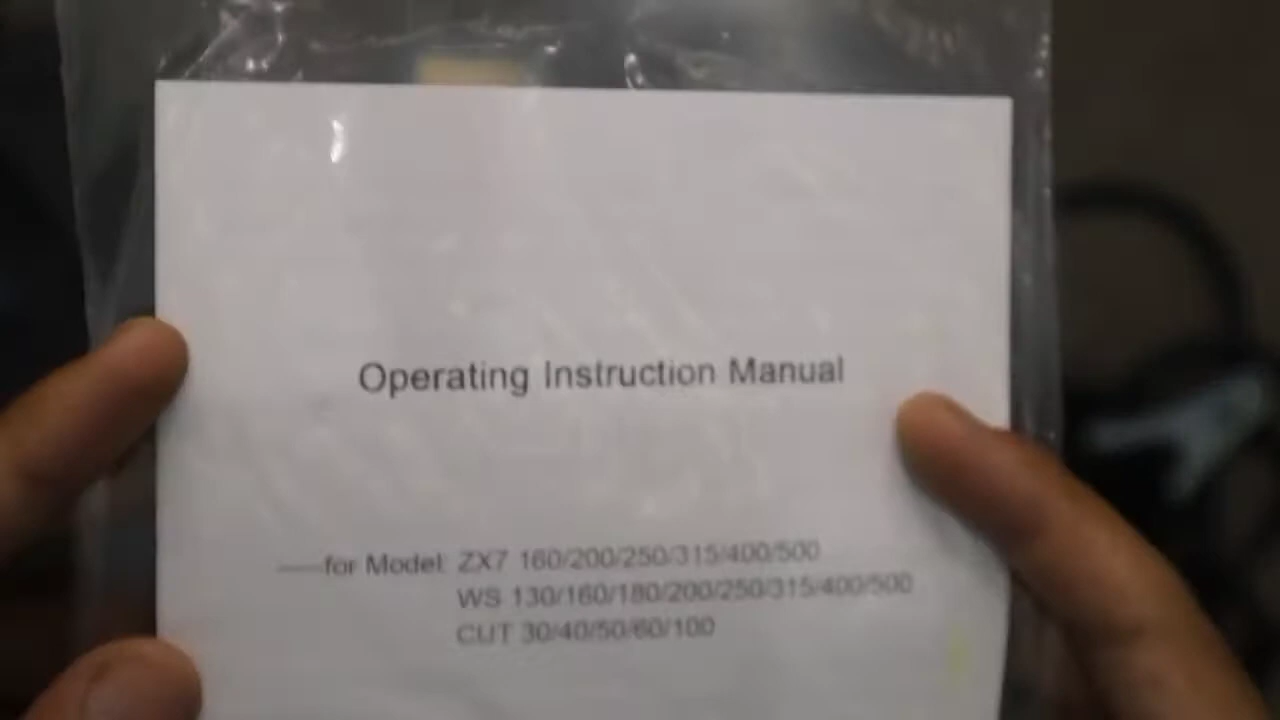 Operating Instruction Manual
——for Model: ZX7 160/200/250/315/400/500
WS 130/160/180/200/250/315/400/500
CUT 30/40/50/60/100